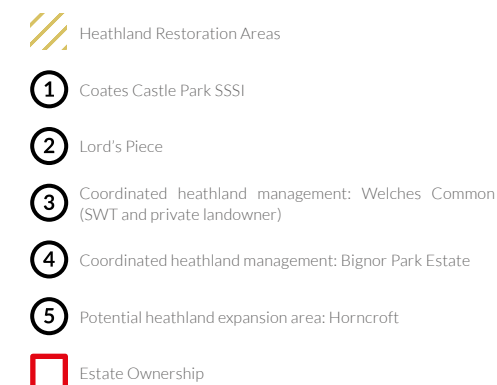 Heathland Restoration Areas
1 Coates Castle Park SSSI
2 Lord's Piece
3 Coordinated heathland management: Welches Common
(SWT and private landowner)
4 Coordinated heathland management: Bignor Park Estate
5 Potential heathland expansion area: Horncroft
Estate Ownership